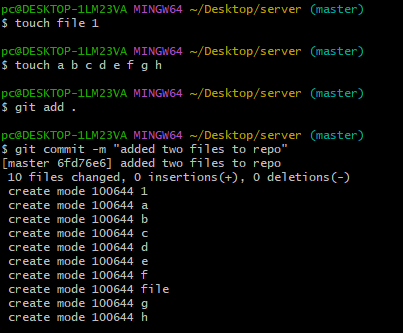 pc@DESKTOP-1LM23VA MINGW64 ~/Desktop/server (master)
$ touch file 1
pc@DESKTOP-1LM23VA MINGW64 ~/Desktop/server (master)
$ touch a b c d e f g h
pc@DESKTOP-1LM23VA MINGW64 ~/Desktop/server (master)
$ git add .
pc@DESKTOP-1LM23VA MINGW64 ~/Desktop/server (master)
$ git commit -m "added two files to repo"
[master 6fd76e6] added two files to repo
 10 files changed, 0 insertions(+), 0 deletions(-)
 create mode 100644 1
 create mode 100644 a
 create mode 100644 b
 create mode 100644 c
 create mode 100644 d
 create mode 100644 e
 create mode 100644 f
 create mode 100644 file
 create mode 100644 g
 create mode 100644 h